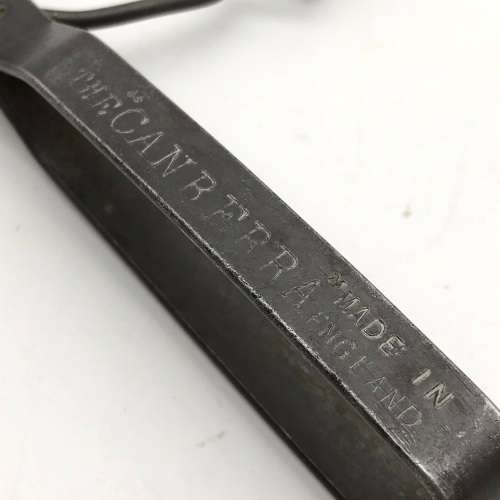 THE "CANBERRA" MADE IN
ENGLAND